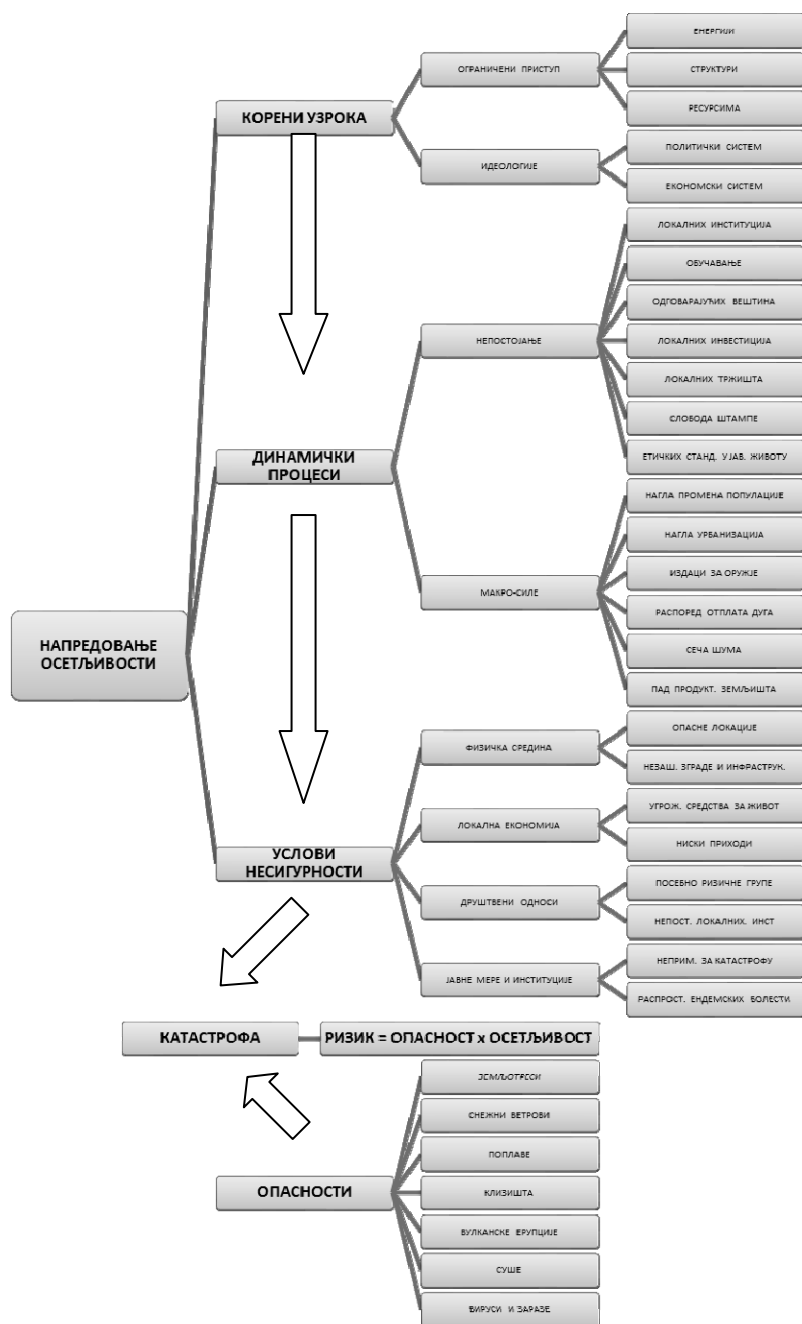 НАПРЕДОВАЊЕ
ОСЕТЉИВОСТИ
КОРЕНИ УЗРОКА
ОГРАНИЧЕНИ ПРИСТУП
ЕНЕРГИЈИ
СТРУКТУРИ
РЕСУРСИМА
ИДЕОЛОГИЈЕ
ПОЛИТИЧКИ СИСТЕМ
ЕКОНОМСКИ СИСТЕМ
ДИНАМИЧКИ
ПРОЦЕСИ
НЕПОСТОЈАЊЕ
ЛОКАЛНИХ ИНСТИТУЦИЈА
ОБУЧАВАЊЕ
ОДГОВАРАЈУЋИХ ВЕШТИНА
ЛОКАЛНИХ ИНВЕСТИЦИЈА
ЛОКАЛНИХ ТРЖИШТА
СЛОБОДА ШТАМПЕ
ЕТИЧКИХ СТАНД. У ЈАВ. ЖИВОТУ
МАКРО-СИЛЕ
НАГЛА ПРОМЕНА ПОПУЛАЦИЈЕ
НАГЛА УРБАНИЗАЦИЈА
ИЗДАЦИ ЗА ОРУЖЈЕ
РАСПОРЕД ОТПЛАТА ДУГА
СЕЧА ШУМА
ПАД ПРОДУКТ. ЗЕМЉИШТА
УСЛОВИ
НЕСИГУРНОСТИ
ФИЗИЧКА СРЕДИНА
ОПАСНЕ ЛОКАЦИЈЕ
НЕЗАШ. ЗГРАДЕ И ИНФРАСТРУК.
ЛОКАЛНА ЕКОНОМИЈА
УГРОЖ. СРЕДСТВА ЗА ЖИВОТ
НИСКИ ПРИХОДИ
ДРУШТВЕНИ ОДНОСИ
ПОСЕБНО РИЗИЧНЕ ГРУПЕ
НЕПОСТ. ЛОКАЛНИХ. ИНСТ
ЈАВНЕ МЕРЕ И ИНСТИТУЦИЈЕ
НЕПРИМ. ЗА КАТАСТРОФУ
РАСПРОСТ. ЕНДЕМСКИХ БОЛЕСТИ
КАТАСТРОФА
РИЗИК = ОПАСНОСТ x ОСЕТЉИВОСТ
ОПАСНОСТИ
ЗЕМЉОТРЕСИ
СНЕЖНИ ВЕТРОВИ
ПОПЛАВЕ
КЛИЗИШТА
ВУЛКАНСКЕ ЕРУПЦИЈЕ
СУШЕ
ВИРУСИ И ЗАРАЗЕ